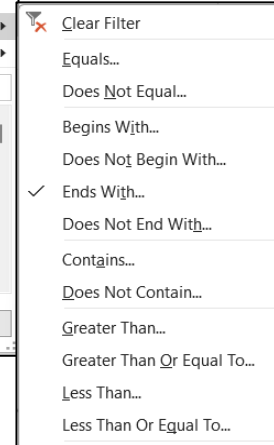 Clear Filter
Equals...
Does Not Equal...
Begins With...
Does Not Begin With...
Ends With...
Does Not End With...
Contains...
Does Not Contain...
Greater Than...
Greater Than Or Equal To...
Less Than...
Less Than Or Equal To...